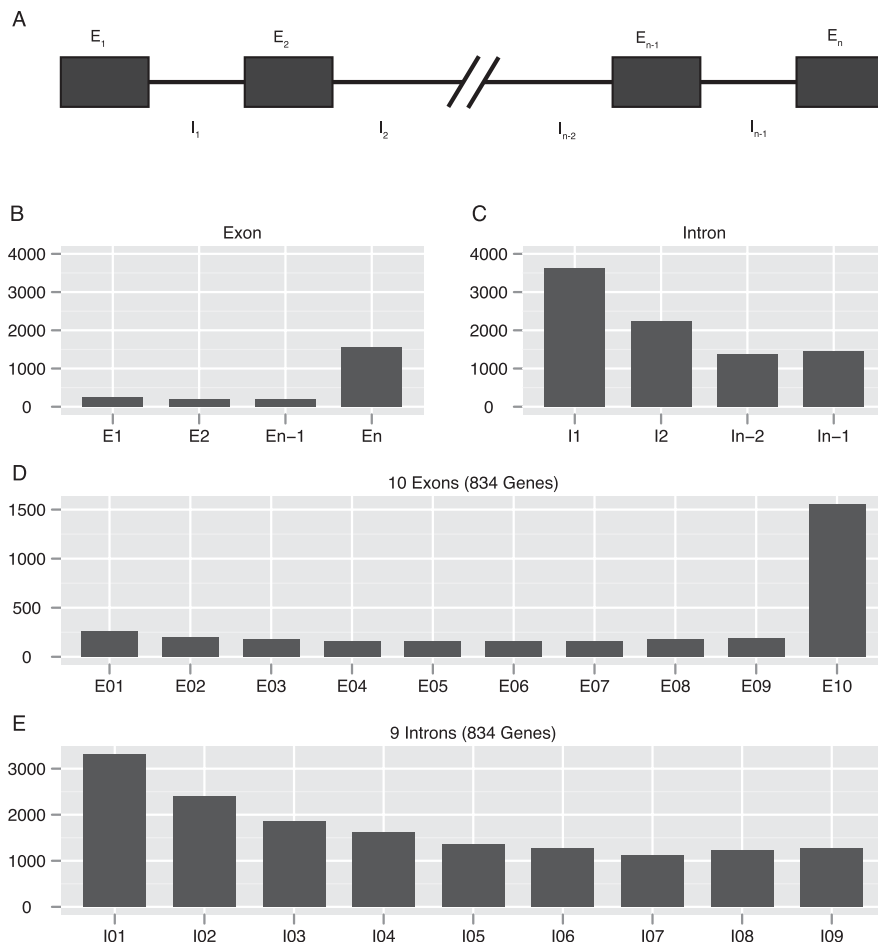 A
E1 E2 En-1 En
I1 I2 In-2 In-1
B
Exon
4000
3000
2000
1000
0
E1 E2 En−1 En
C
Intron
4000
3000
2000
1000
0
I1 I2 In−2 In−1
D
10 Exons (834 Genes)
1500
1000
500
0
E01 E02 E03 E04 E05 E06 E07 E08 E09 E10
E
9 Introns (834 Genes)
3000
2000
1000
0
I01 I02 I03 I04 I05 I06 I07 I08 I09